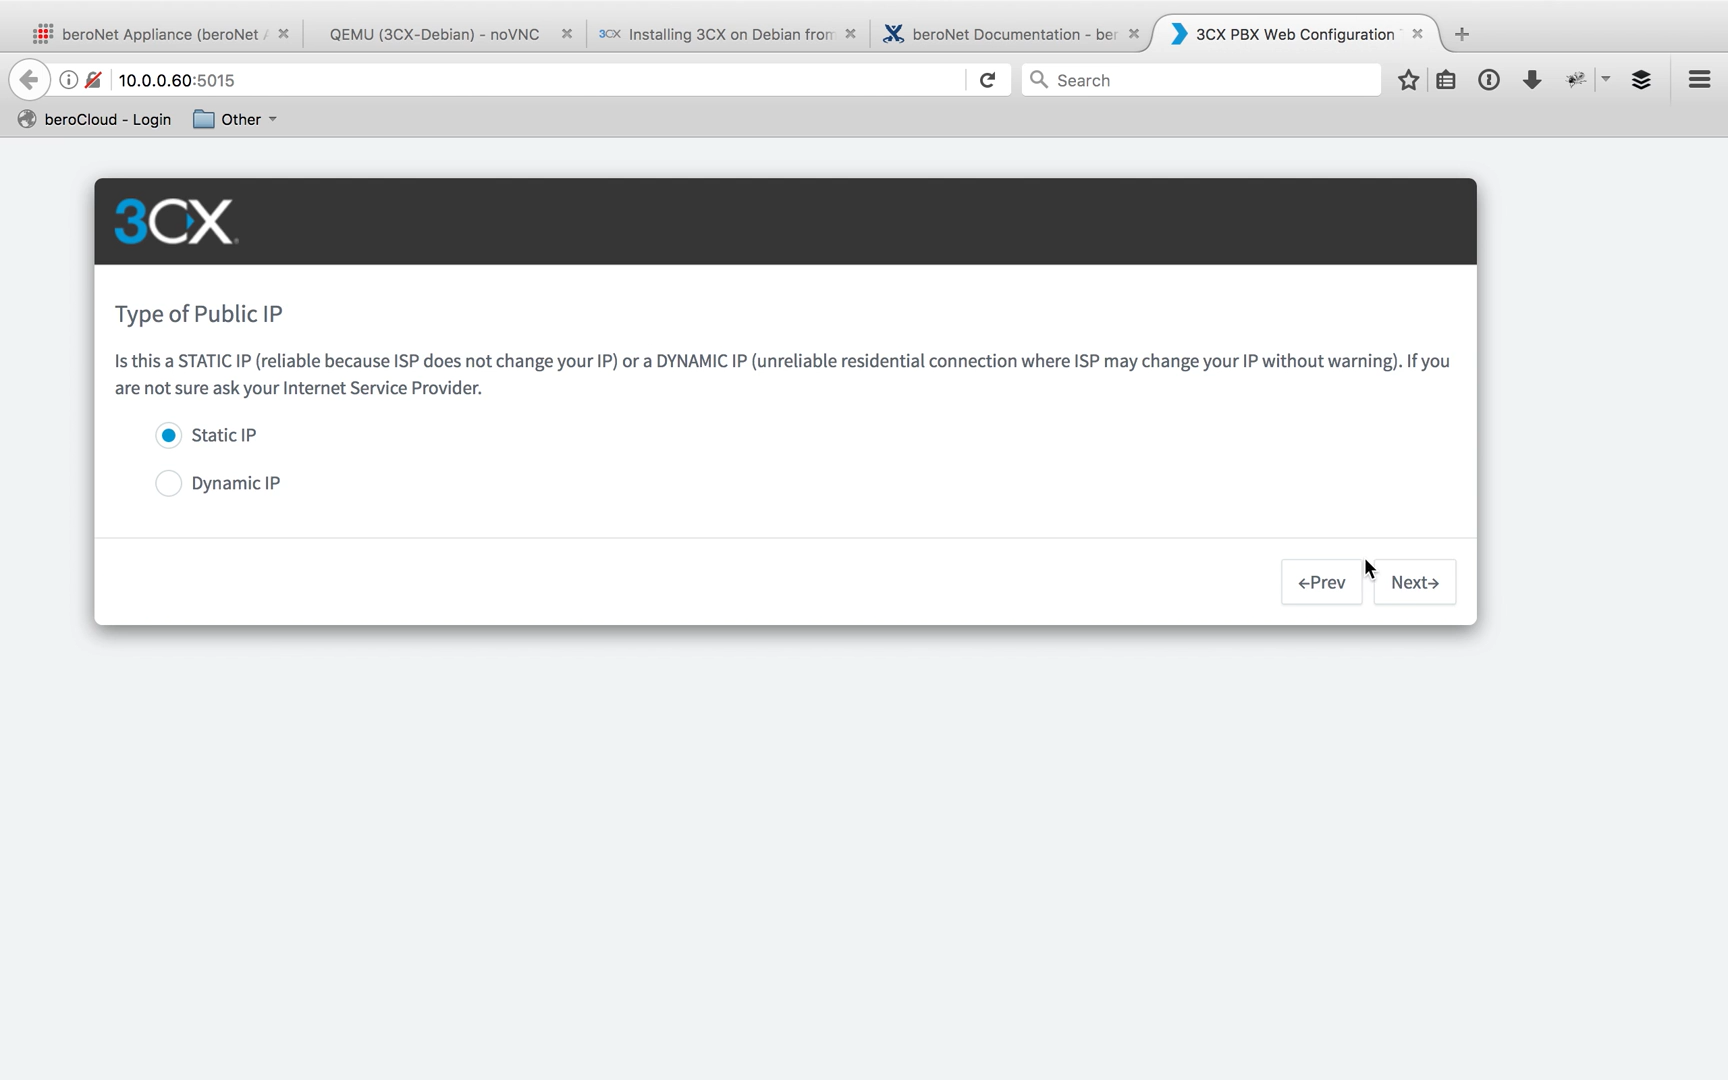 beroNet Appliance (beroNet
QEMU (3CX-Debian) - noVNC
3CX Installing 3CX on Debian from
beroNet Documentation - ber
3CX PBX Web Configuration
10.0.0.60:5015
Search
beroCloud - Login
Other
3CX
Type of Public IP
Is this a STATIC IP (reliable because ISP does not change your IP) or a DYNAMIC IP (unreliable residential connection where ISP may change your IP without warning). If you
are not sure ask your Internet Service Provider.
Static IP
Dynamic IP
←Prev
Next→